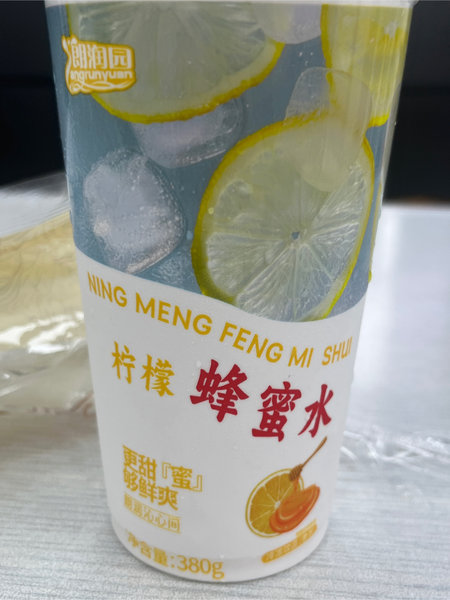 朗润园
angrunyuan
NING MENG FENG MI SHUI
柠檬 蜂蜜水
更甜『蜜』
够鲜爽
净含量:380g